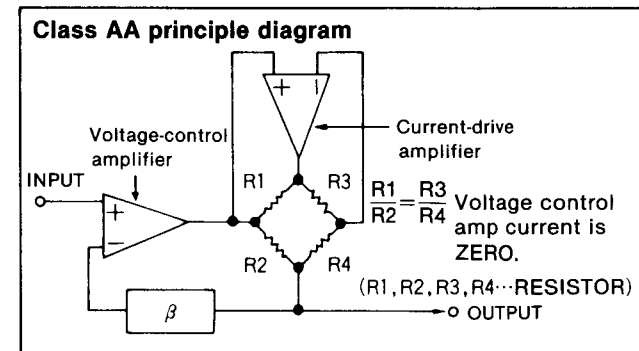 Class AA principle diagram
Voltage-control
amplifier
Current-drive
amplifier
INPUT
+
−
+
−
R1
R3
R2
R4
R1/R2=R3/R4 Voltage control
amp current is
ZERO.
(R1, R2, R3, R4···RESISTOR)
β
OUTPUT